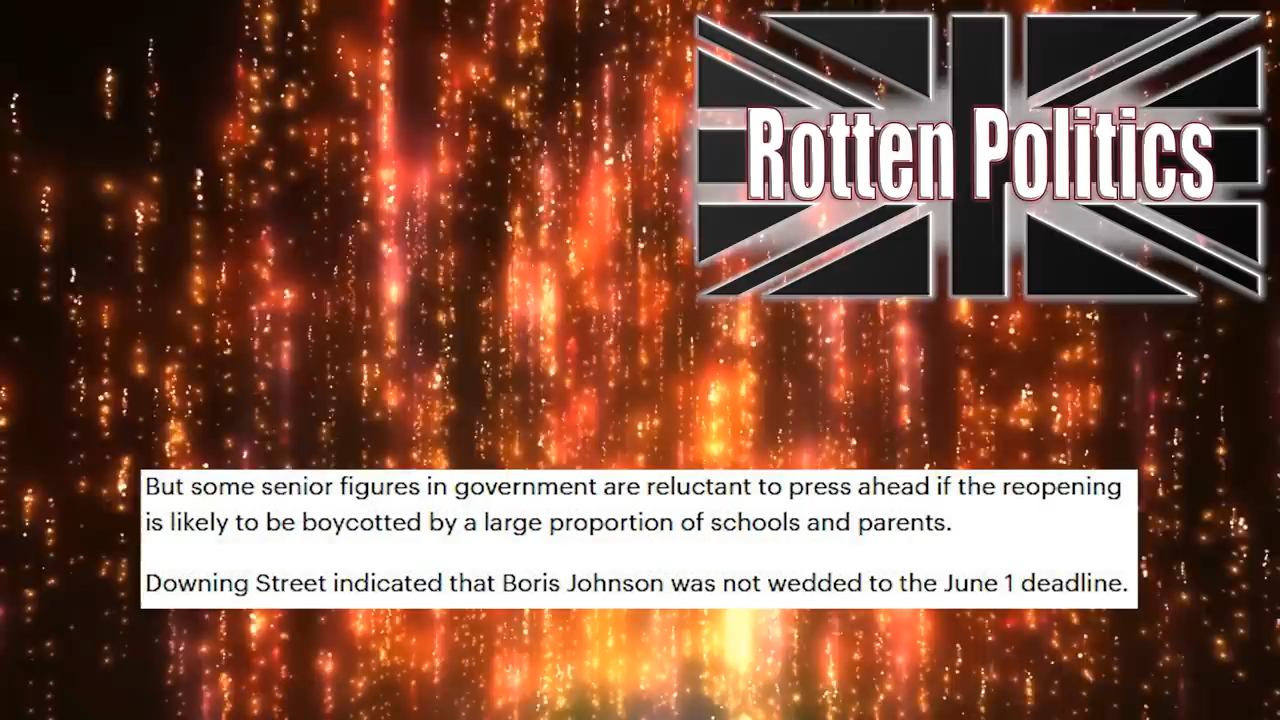 Rotten Politics
But some senior figures in government are reluctant to press ahead if the reopening
is likely to be boycotted by a large proportion of schools and parents.
Downing Street indicated that Boris Johnson was not wedded to the June 1 deadline.